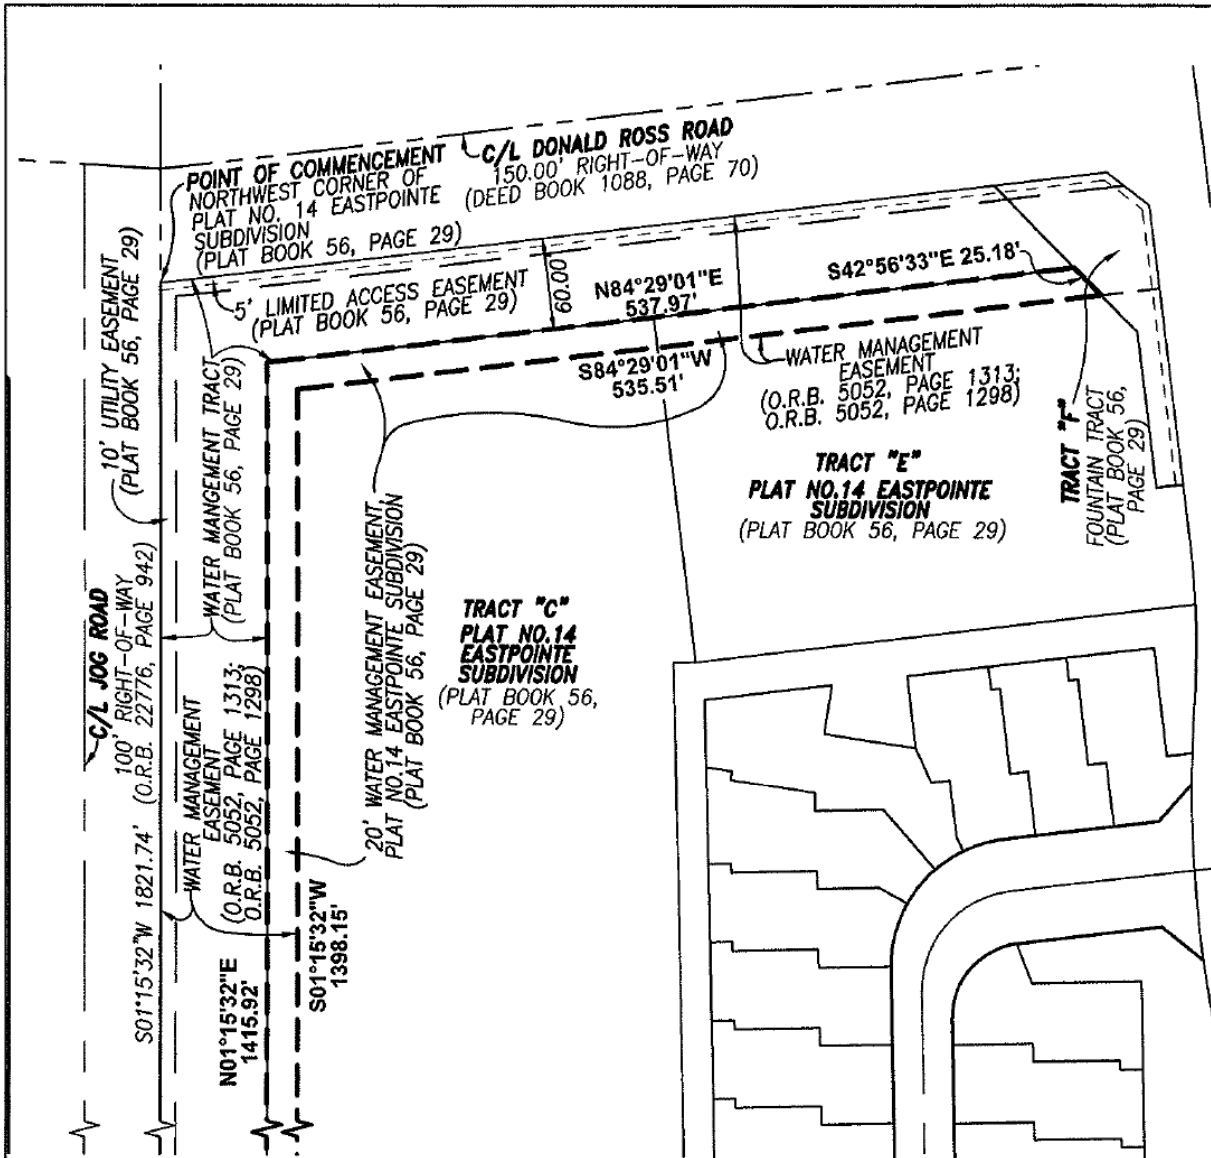 C/L DONALD ROSS ROAD
150.00' RIGHT-OF-WAY
(DEED BOOK 1088, PAGE 70)
POINT OF COMMENCEMENT
NORTHWEST CORNER OF
PLAT NO. 14 EASTPOINTE
SUBDIVISION
(PLAT BOOK 56, PAGE 29)
5' LIMITED ACCESS EASEMENT
(PLAT BOOK 56, PAGE 29)
60.00'
N84°29'01"E
537.97'
S42°56'33"E 25.18'
S84°29'01"W
535.51'
WATER MANAGEMENT
EASEMENT
(O.R.B. 5052, PAGE 1313;
O.R.B. 5052, PAGE 1298)
TRACT "E"
PLAT NO.14 EASTPOINTE
SUBDIVISION
(PLAT BOOK 56, PAGE 29)
TRACT "F"
FOUNTAIN TRACT
(PLAT BOOK 56,
PAGE 29)
10' UTILITY EASEMENT
(PLAT BOOK 56, PAGE 29)
WATER MANGEMENT TRACT
(PLAT BOOK 56, PAGE 29)
20' WATER MANAGEMENT EASEMENT
PLAT NO.14 EASTPOINTE SUBDIVISION
(PLAT BOOK 56, PAGE 29)
TRACT "C"
PLAT NO.14
EASTPOINTE
SUBDIVISION
(PLAT BOOK 56,
PAGE 29)
C/L JOG ROAD
100' RIGHT-OF-WAY
(O.R.B. 22776, PAGE 942)
WATER MANAGEMENT
EASEMENT
(O.R.B. 5052, PAGE 1313;
O.R.B. 5052, PAGE 1298)
S01°15'32"W 1821.74'
N01°15'32"E
1415.92'
S01°15'32"W
1398.15'